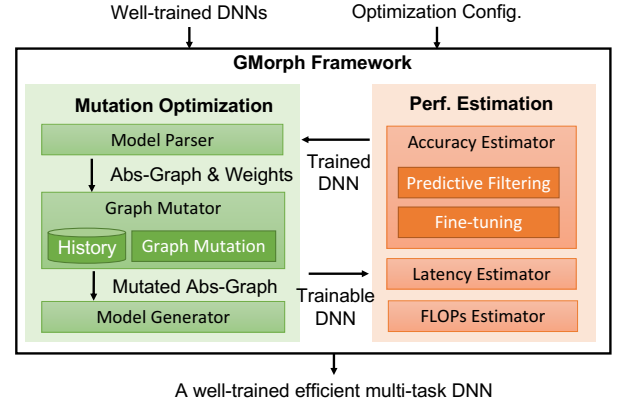 Well-trained DNNs
Optimization Config.
GMorph Framework
Mutation Optimization
Model Parser
Abs-Graph & Weights
Graph Mutator
History
Graph Mutation
Mutated Abs-Graph
Model Generator
Trained
DNN
Trainable
DNN
Perf. Estimation
Accuracy Estimator
Predictive Filtering
Fine-tuning
Latency Estimator
FLOPs Estimator
A well-trained efficient multi-task DNN